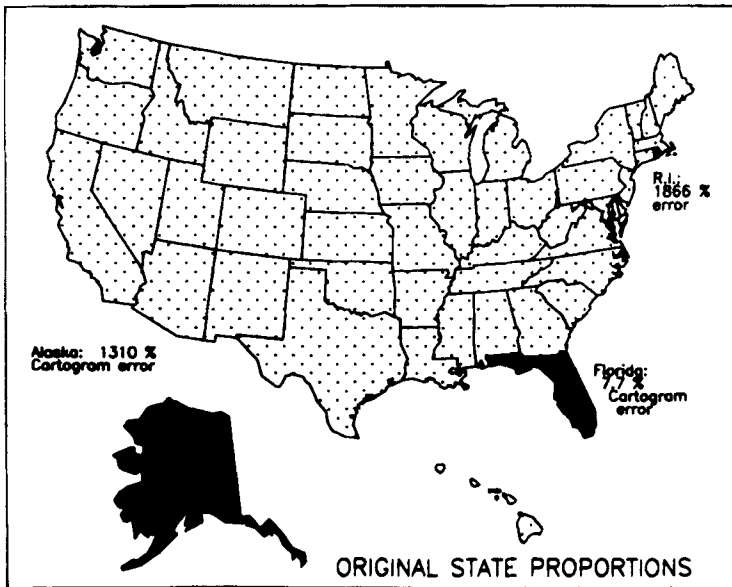 R.I.:
1866 %
error
Alaska: 1310 %
Cartogram error
Florida:
7.7 %
Cartogram
error
ORIGINAL STATE PROPORTIONS